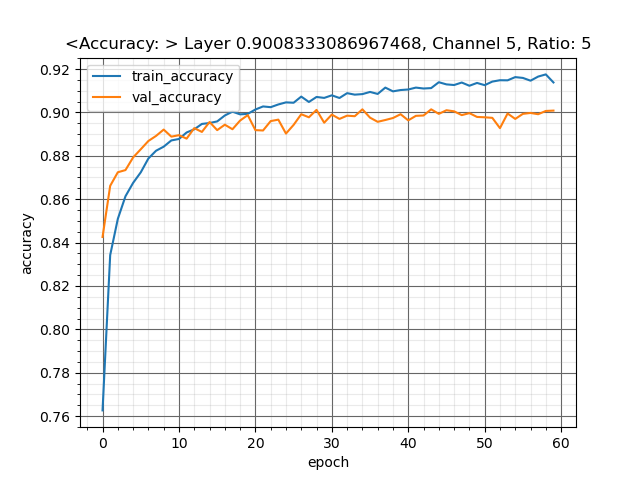 <Accuracy: > Layer 0.9008333086967468, Channel 5, Ratio: 5
train_accuracy
val_accuracy
0.92
0.90
0.88
0.86
0.84
0.82
0.80
0.78
0.76
accuracy
0 10 20 30 40 50 60
epoch